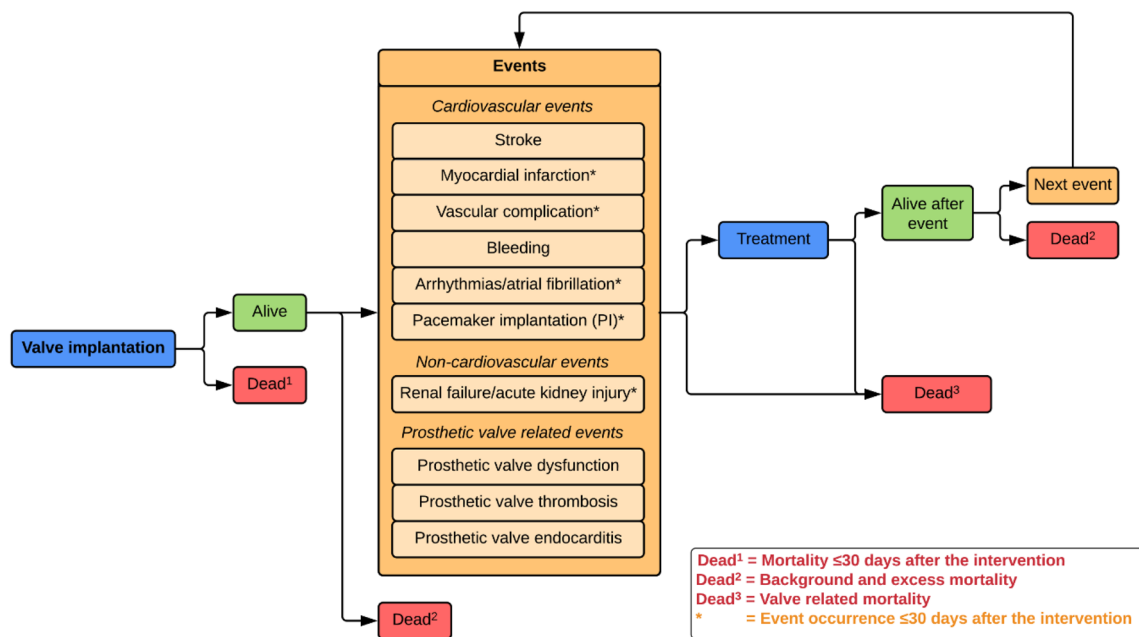 Events
Cardiovascular events
Stroke
Myocardial infarction*
Vascular complication*
Bleeding
Arrhythmias/atrial fibrillation*
Pacemaker implantation (PI)*
Non-cardiovascular events
Renal failure/acute kidney injury*
Prosthetic valve related events
Prosthetic valve dysfunction
Prosthetic valve thrombosis
Prosthetic valve endocarditis
Valve implantation
Alive
Dead¹
Dead²
Treatment
Alive after
event
Next event
Dead²
Dead³
Dead¹ = Mortality ≤30 days after the intervention
Dead² = Background and excess mortality
Dead³ = Valve related mortality
* = Event occurrence ≤30 days after the intervention